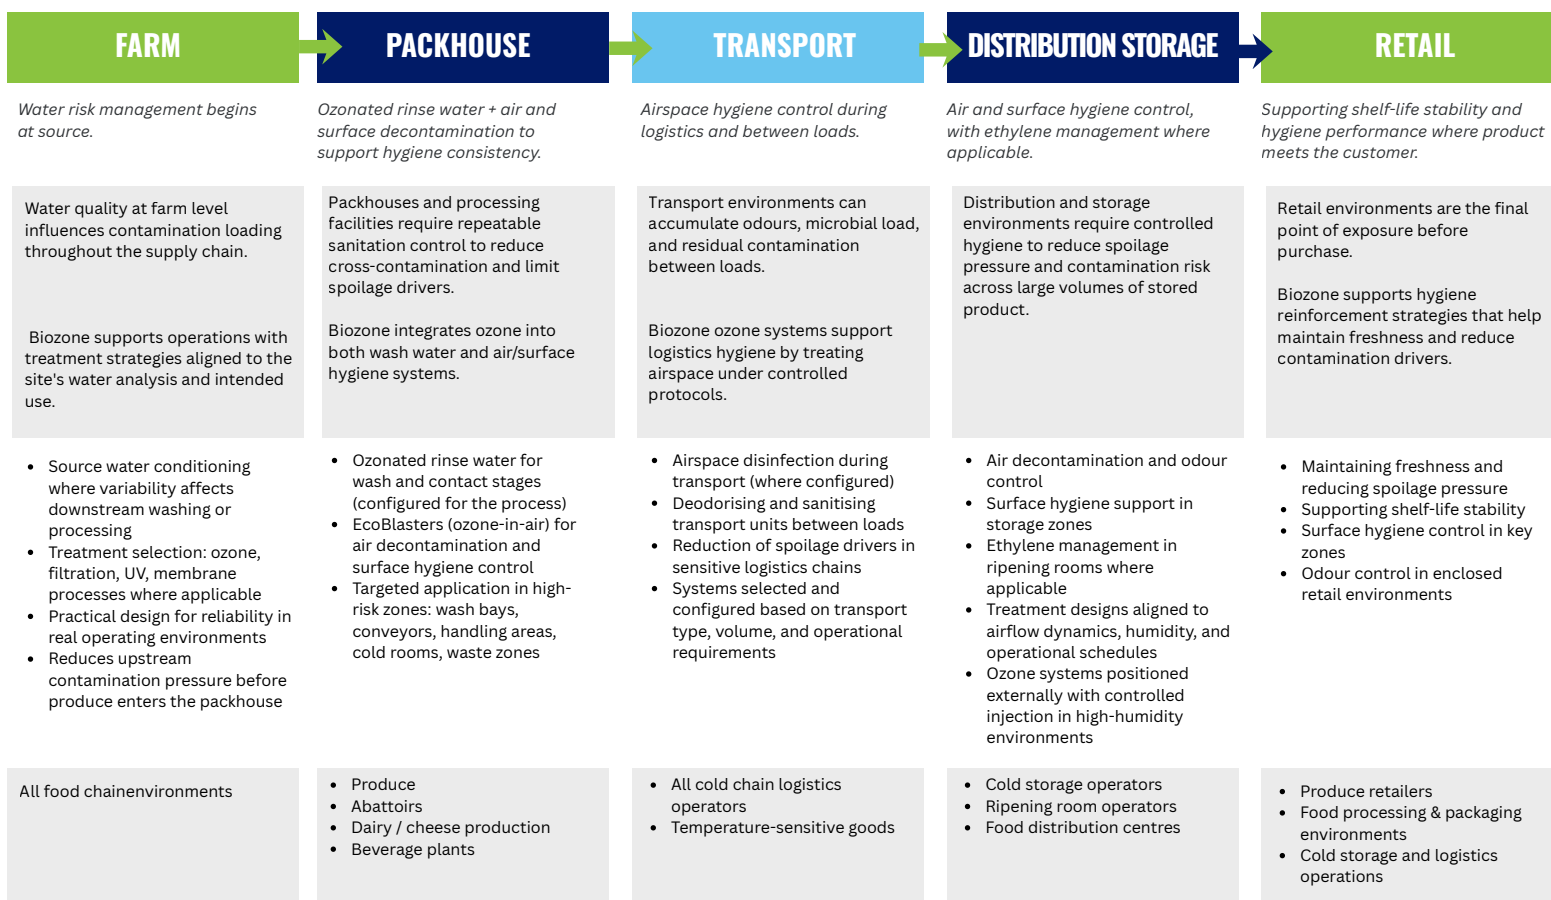 FARM
PACKHOUSE
TRANSPORT
DISTRIBUTION STORAGE
RETAIL
Water risk management begins
at source.
Ozonated rinse water + air and
surface decontamination to
support hygiene consistency.
Airspace hygiene control during
logistics and between loads.
Air and surface hygiene control,
with ethylene management where
applicable.
Supporting shelf-life stability and
hygiene performance where product
meets the customer.
Water quality at farm level
influences contamination loading
throughout the supply chain.
Biozone supports operations with
treatment strategies aligned to the
site's water analysis and intended
use.
Packhouses and processing
facilities require repeatable
sanitation control to reduce
cross-contamination and limit
spoilage drivers.
Biozone integrates ozone into
both wash water and air/surface
hygiene systems.
Transport environments can
accumulate odours, microbial load,
and residual contamination
between loads.
Biozone ozone systems support
logistics hygiene by treating
airspace under controlled
protocols.
Distribution and storage
environments require controlled
hygiene to reduce spoilage
pressure and contamination risk
across large volumes of stored
product.
Retail environments are the final
point of exposure before
purchase.
Biozone supports hygiene
reinforcement strategies that help
maintain freshness and reduce
contamination drivers.
• Source water conditioning
where variability affects
downstream washing or
processing
• Treatment selection: ozone,
filtration, UV, membrane
processes where applicable
• Practical design for reliability in
real operating environments
• Reduces upstream
contamination pressure before
produce enters the packhouse
• Ozonated rinse water for
wash and contact stages
(configured for the process)
• EcoBlasters (ozone-in-air) for
air decontamination and
surface hygiene control
• Targeted application in high-
risk zones: wash bays,
conveyors, handling areas,
cold rooms, waste zones
• Airspace disinfection during
transport (where configured)
• Deodorising and sanitising
transport units between loads
• Reduction of spoilage drivers in
sensitive logistics chains
• Systems selected and
configured based on transport
type, volume, and operational
requirements
• Air decontamination and odour
control
• Surface hygiene support in
storage zones
• Ethylene management in
ripening rooms where
applicable
• Treatment designs aligned to
airflow dynamics, humidity, and
operational schedules
• Ozone systems positioned
externally with controlled
injection in high-humidity
environments
• Maintaining freshness and
reducing spoilage pressure
• Supporting shelf-life stability
• Surface hygiene control in key
zones
• Odour control in enclosed
retail environments
All food chainenvironments
• Produce
• Abattoirs
• Dairy / cheese production
• Beverage plants
• All cold chain logistics
operators
• Temperature-sensitive goods
• Cold storage operators
• Ripening room operators
• Food distribution centres
• Produce retailers
• Food processing & packaging
environments
• Cold storage and logistics
operations